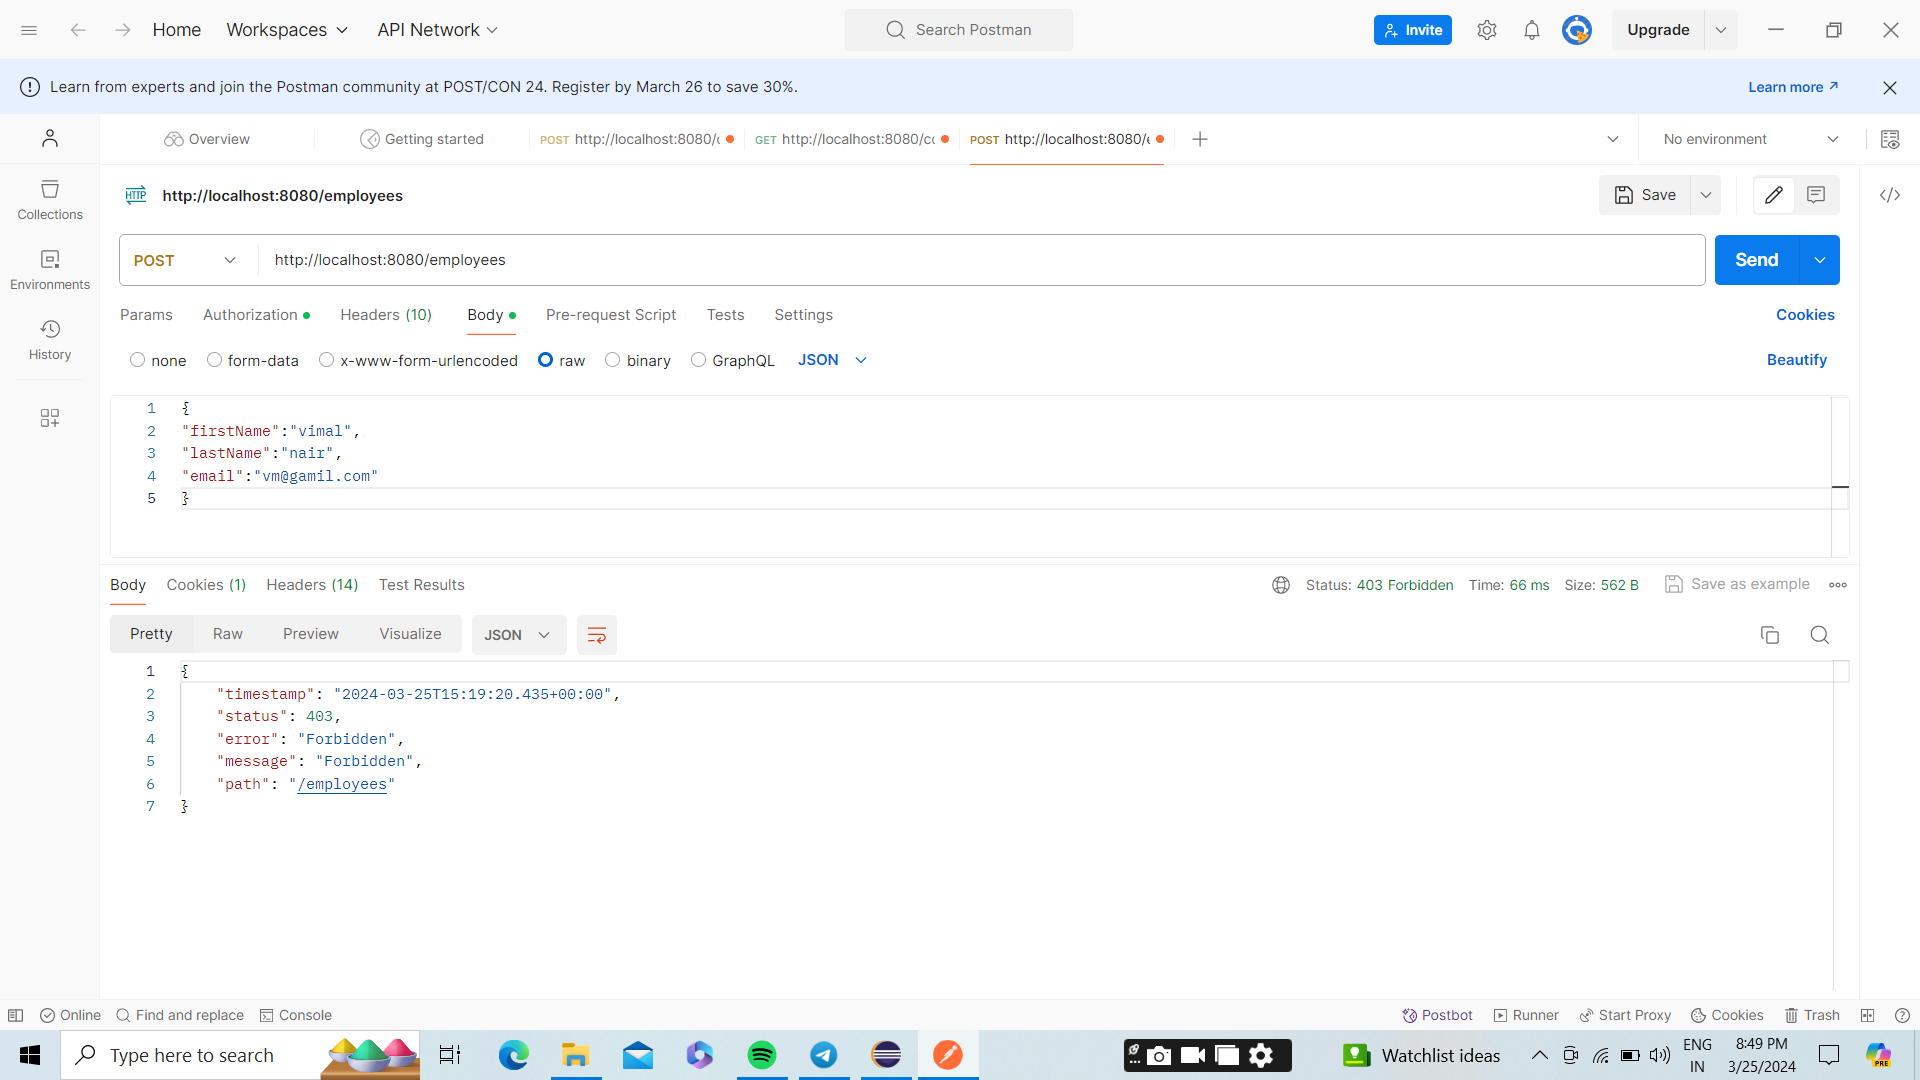 Home Workspaces API Network Search Postman Invite Upgrade
Learn from experts and join the Postman community at POST/CON 24. Register by March 26 to save 30%. Learn more
Overview Getting started POST http://localhost:8080/ GET http://localhost:8080/c POST http://localhost:8080/ No environment
HTTP http://localhost:8080/employees Save
Collections
Environments
History
POST http://localhost:8080/employees Send
Params Authorization Headers (10) Body Pre-request Script Tests Settings Cookies
none form-data x-www-form-urlencoded raw binary GraphQL JSON Beautify
1 {
2 "firstName":"vimal",
3 "lastName":"nair",
4 "email":"vm@gamil.com"
5 }
Body Cookies (1) Headers (14) Test Results Status: 403 Forbidden Time: 66 ms Size: 562 B Save as example
Pretty Raw Preview Visualize JSON
1 {
2 "timestamp": "2024-03-25T15:19:20.435+00:00",
3 "status": 403,
4 "error": "Forbidden",
5 "message": "Forbidden",
6 "path": "/employees"
7 }
Online Find and replace Console Postbot Runner Start Proxy Cookies Trash
Type here to search Watchlist ideas ENG IN 8:49 PM 3/25/2024 PRE